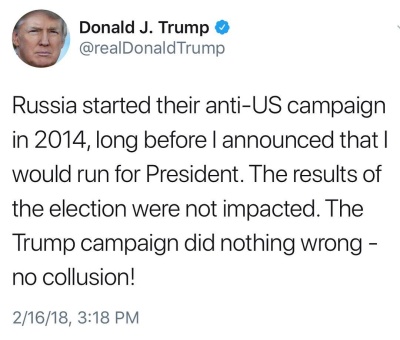 Donald J. Trump
@realDonaldTrump
Russia started their anti-US campaign
in 2014, long before I announced that I
would run for President. The results of
the election were not impacted. The
Trump campaign did nothing wrong -
no collusion!
2/16/18, 3:18 PM